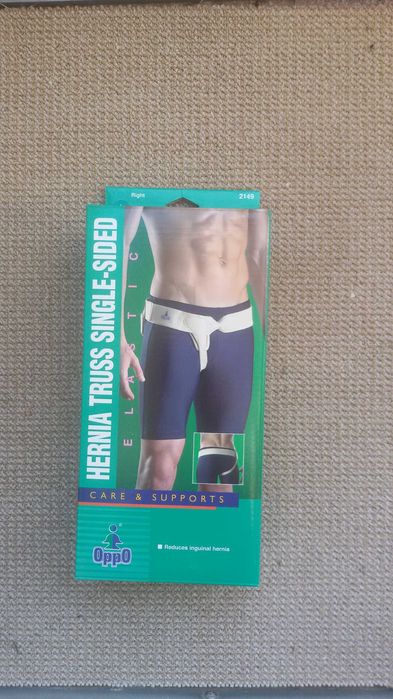 Right
2149
HERNIA TRUSS SINGLE-SIDED
ELASTIC
CARE & SUPPORTS
OppO
Reduces inguinal hernia